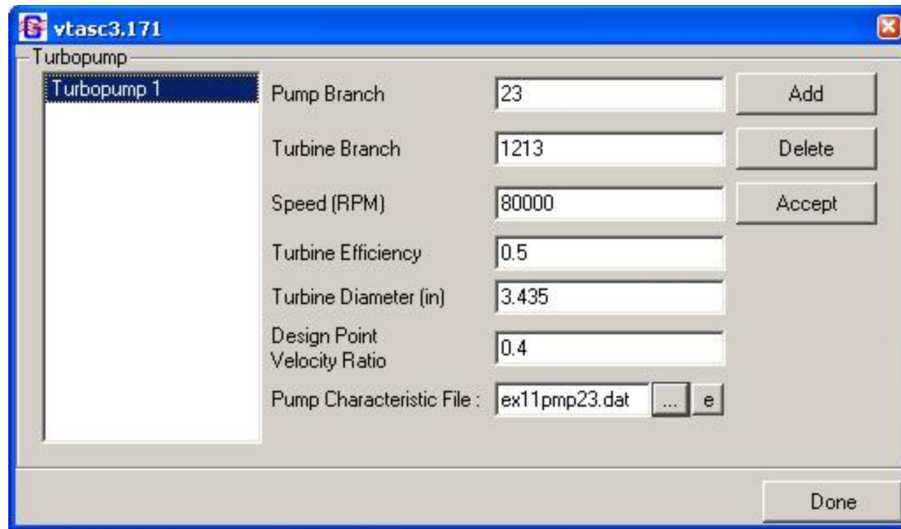 vtasc3.171
Turbopump
Turbopump 1
Pump Branch 23 Add
Turbine Branch 1213 Delete
Speed (RPM) 80000 Accept
Turbine Efficiency 0.5
Turbine Diameter (in) 3.435
Design Point
Velocity Ratio 0.4
Pump Characteristic File : ex11pmp23.dat ... e
Done